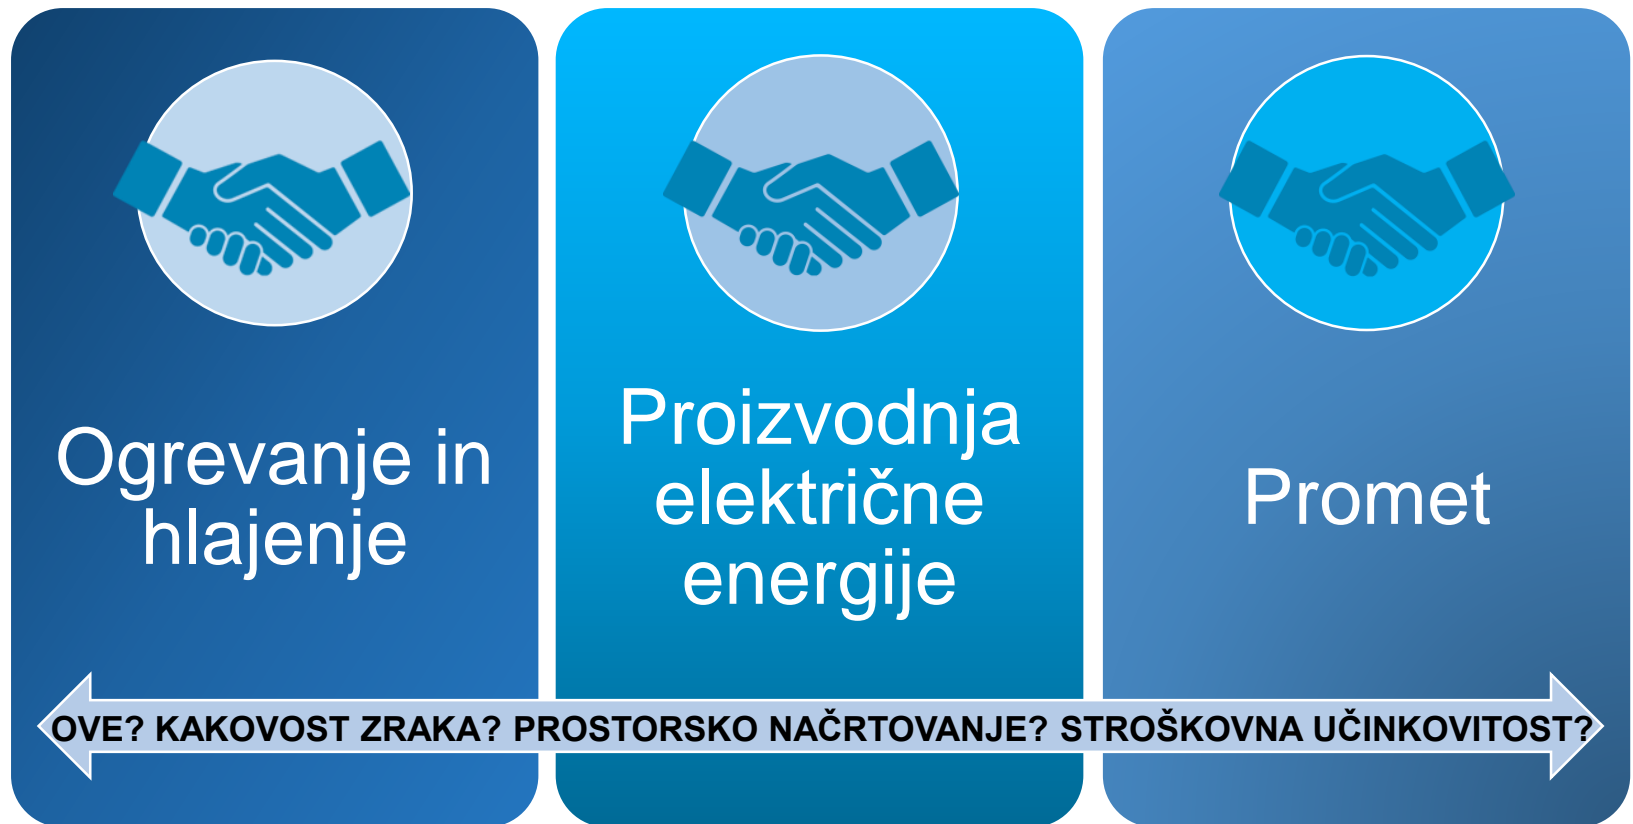 Ogrevanje in
hlajenje
Proizvodnja
električne
energije
Promet
OVE? KAKOVOST ZRAKA? PROSTORSKO NAČRTOVANJE? STROŠKOVNA UČINKOVITOST?